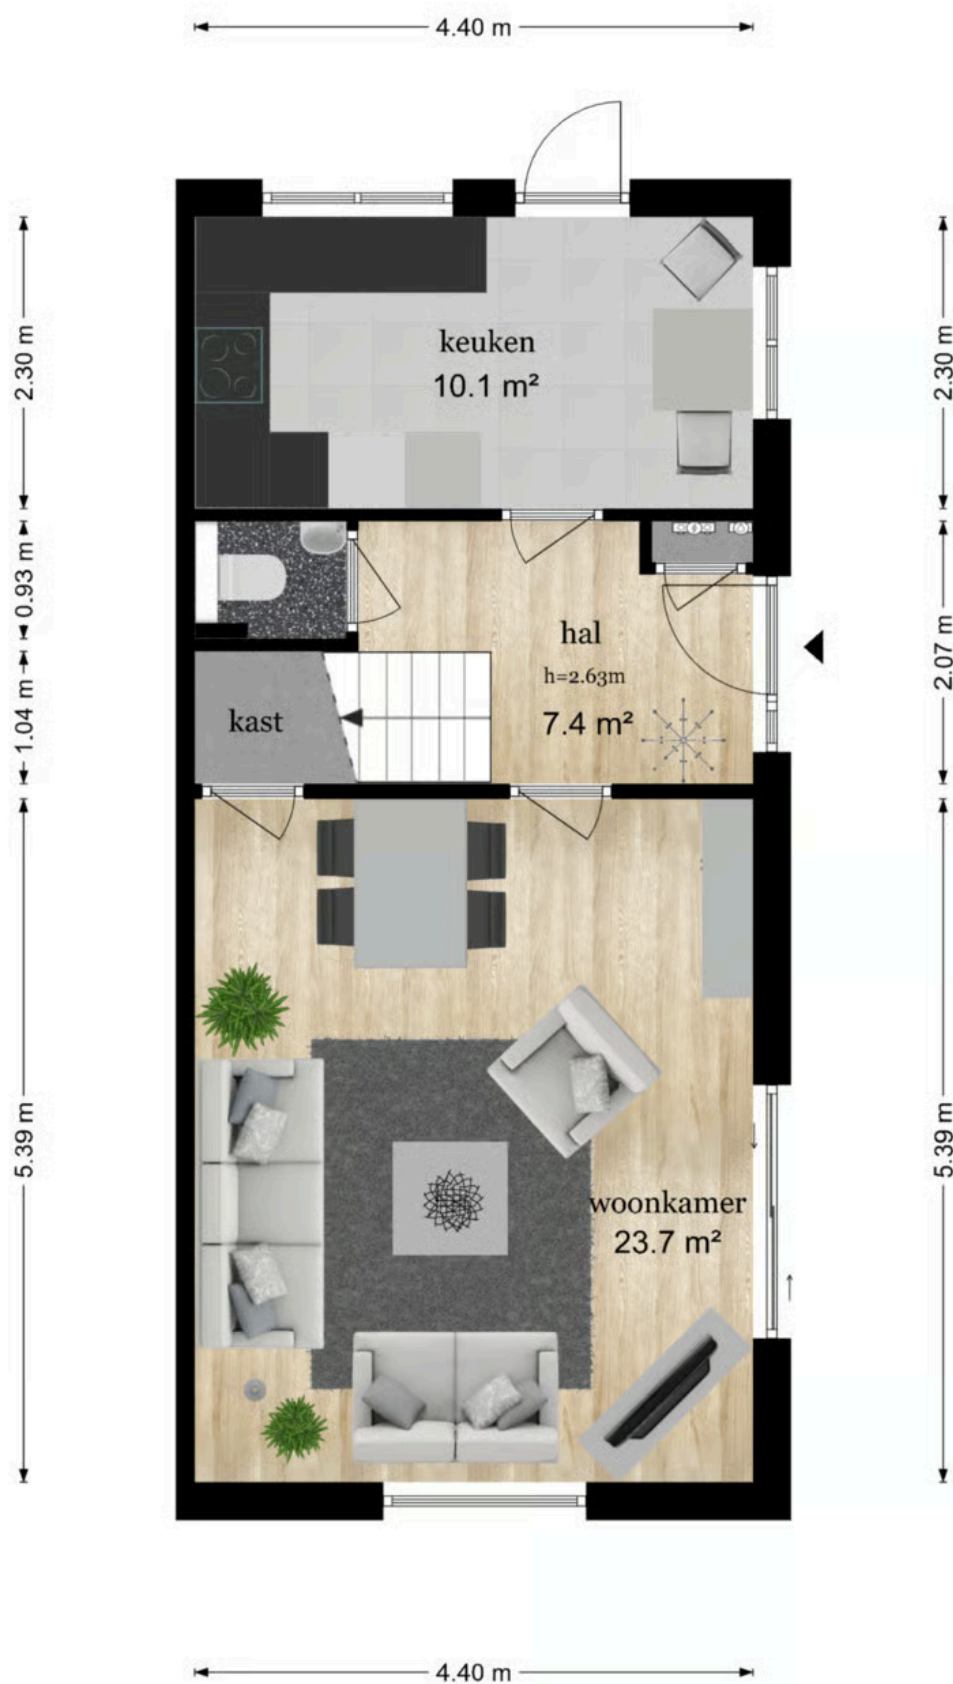 4.40 m
2.30 m
2.30 m
keuken
10.1 m²
0.93 m
2.07 m
hal
h=2.63m
7.4 m²
1.04 m
kast
5.39 m
5.39 m
woonkamer
23.7 m²
4.40 m